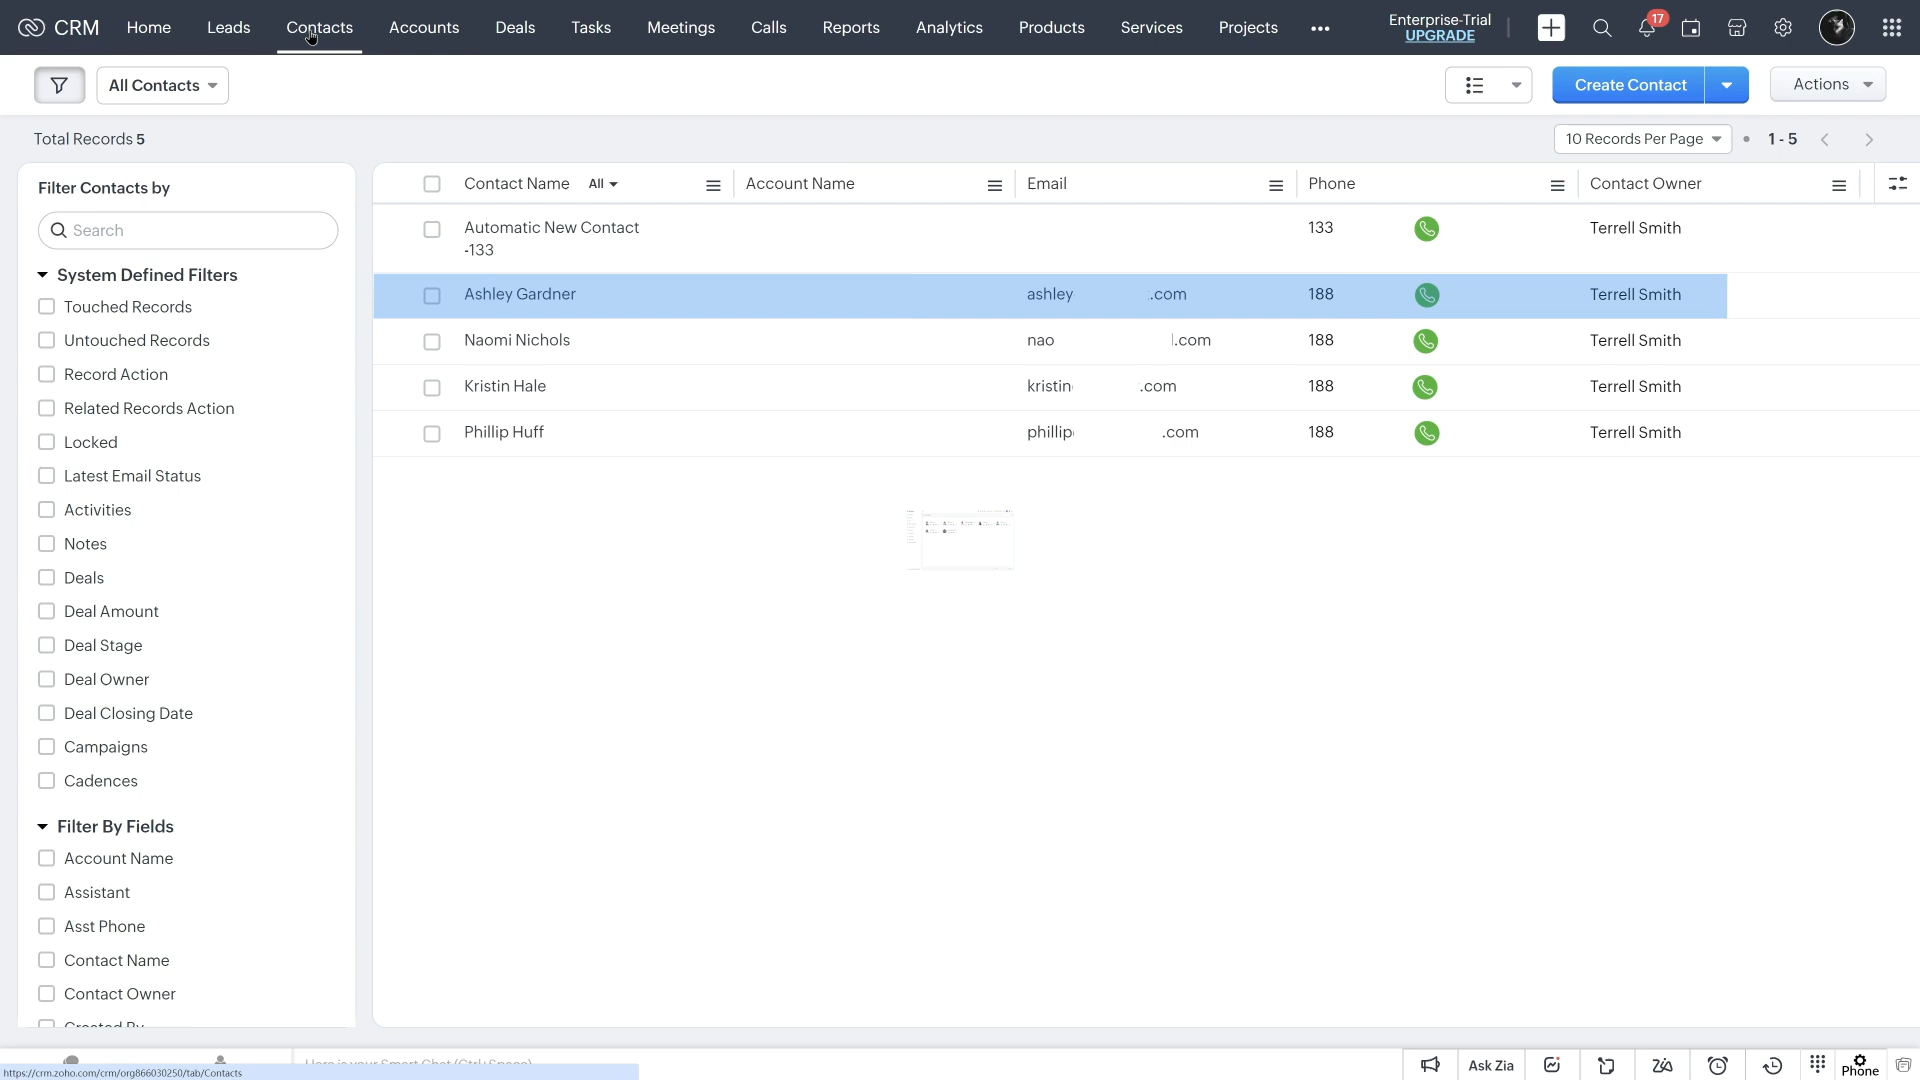 CRM Home Leads Contacts Accounts Deals Tasks Meetings Calls Reports Analytics Products Services Projects ••• Enterprise-Trial 17
UPGRADE
All Contacts Create Contact Actions
Total Records 5 10 Records Per Page • 1 - 5
Filter Contacts by
Search
System Defined Filters
Touched Records
Untouched Records
Record Action
Related Records Action
Locked
Latest Email Status
Activities
Notes
Deals
Deal Amount
Deal Stage
Deal Owner
Deal Closing Date
Campaigns
Cadences
Filter By Fields
Account Name
Assistant
Asst Phone
Contact Name
Contact Owner
Created By
Contact Name All Account Name Email Phone Contact Owner
Automatic New Contact 133 Terrell Smith
-133
Ashley Gardner ashley .com 188 Terrell Smith
Naomi Nichols nao l.com 188 Terrell Smith
Kristin Hale kristin .com 188 Terrell Smith
Phillip Huff phillip .com 188 Terrell Smith
Here is your Smart Chat (Ctrl+Space)
Ask Zia Phone
https://crm.zoho.com/crm/org866030250/tab/Contacts